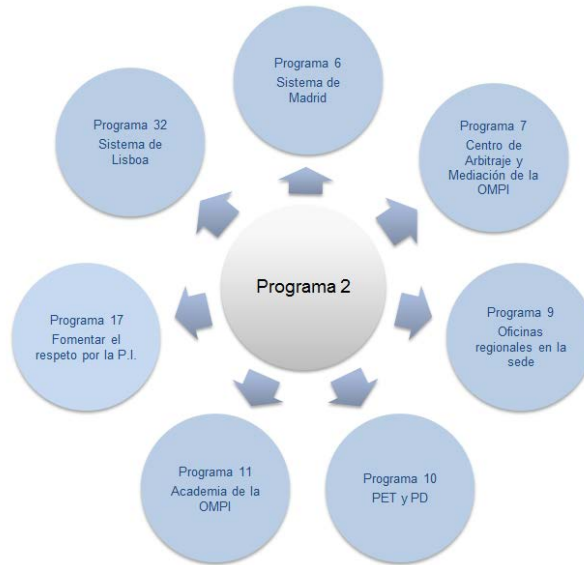 Programa 6
Sistema de
Madrid
Programa 7
Centro de
Arbitraje y
Mediación de la
OMPI
Programa 9
Oficinas
regionales en la
sede
Programa 10
PET y PD
Programa 11
Academia de la
OMPI
Programa 17
Fomentar el
respeto por la P.I.
Programa 32
Sistema de
Lisboa
Programa 2